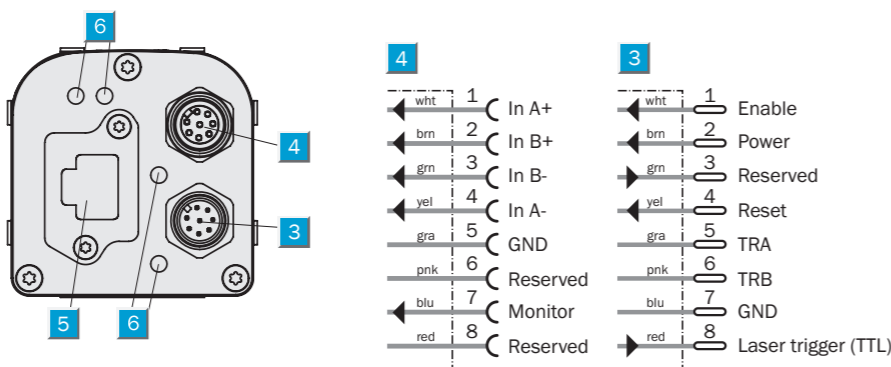 6
4
3
5
6
4
wht 1 In A+
brn 2 In B+
grn 3 In B-
yel 4 In A-
gra 5 GND
pnk 6 Reserved
blu 7 Monitor
red 8 Reserved
3
wht 1 Enable
brn 2 Power
grn 3 Reserved
yel 4 Reset
gra 5 TRA
pnk 6 TRB
blu 7 GND
red 8 Laser trigger (TTL)